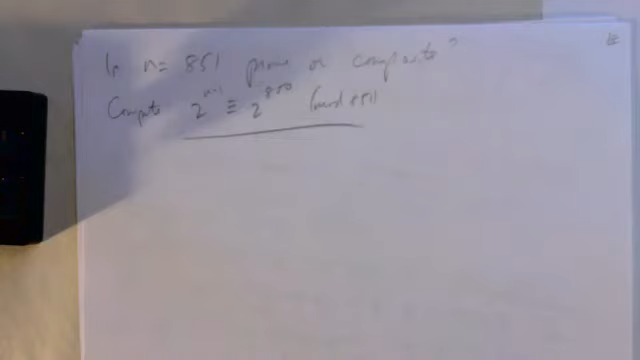 Is n = 851 prime or composite?
Compute 2^{n-1} ≡ 2^{850} (mod 851)